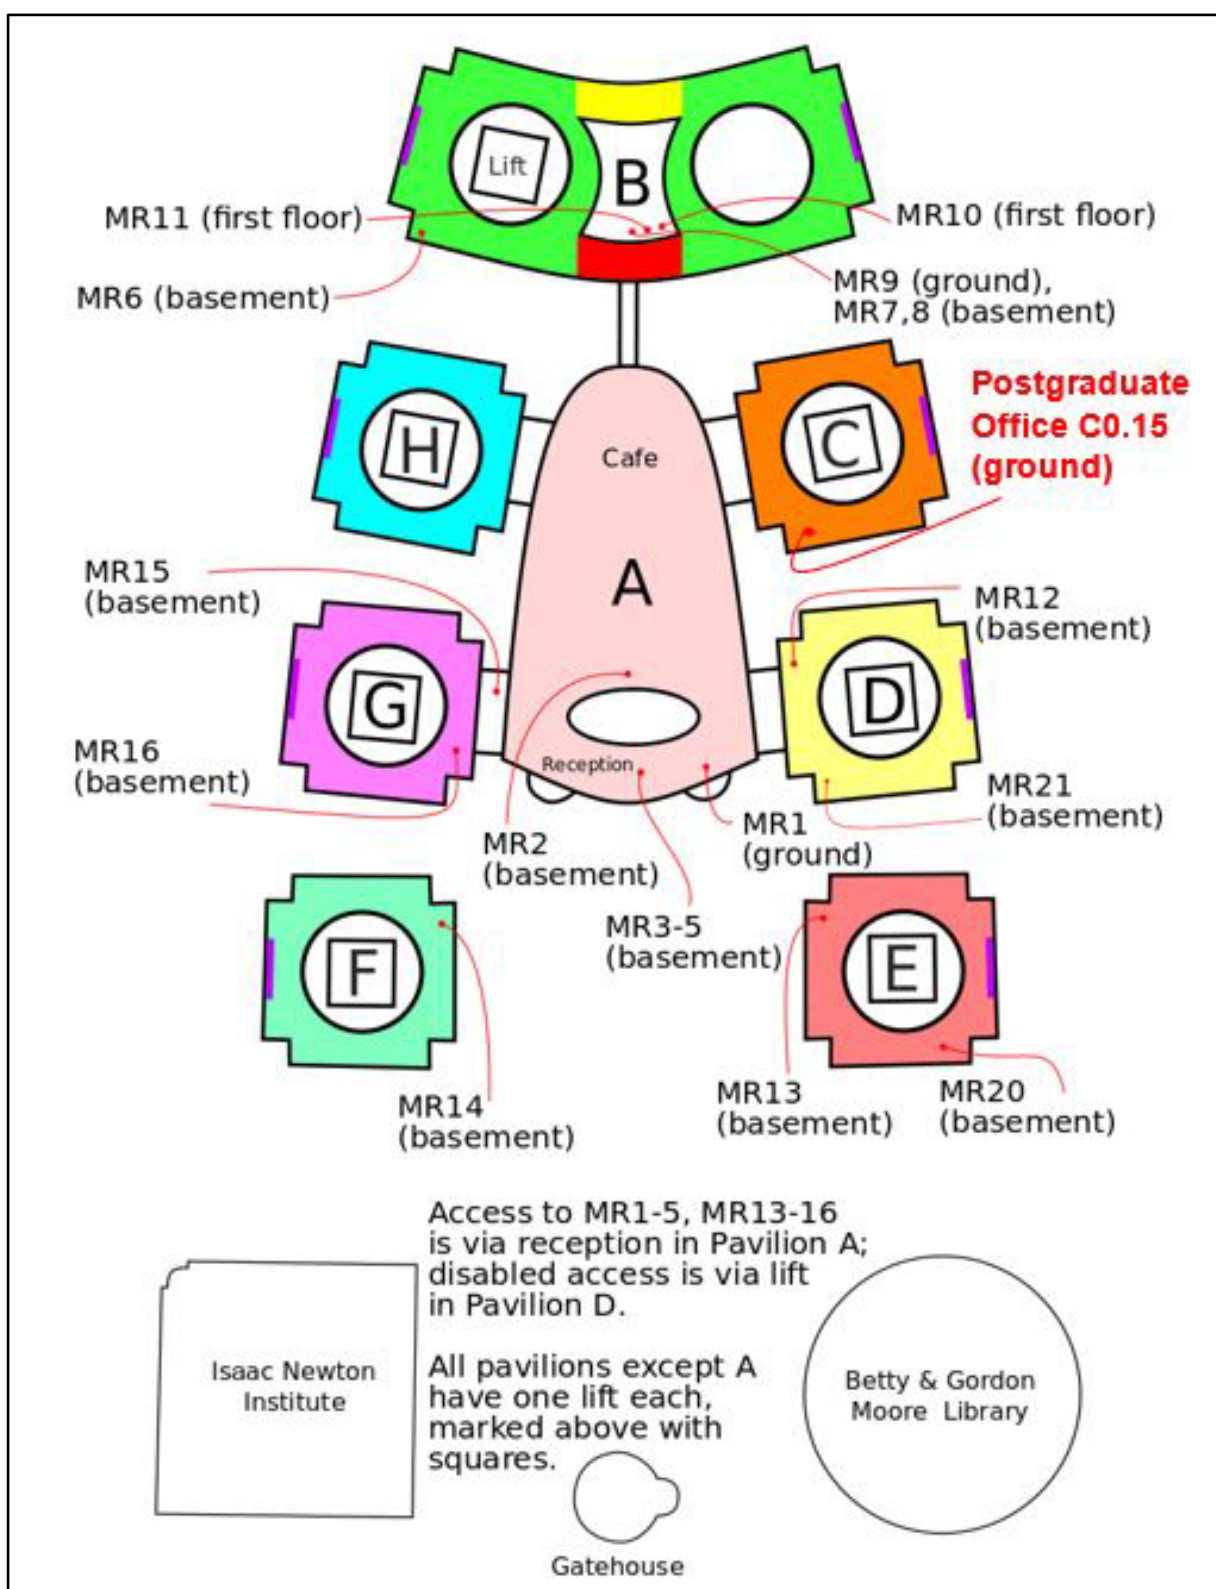 Lift
B
MR11 (first floor)
MR10 (first floor)
MR6 (basement)
MR9 (ground),
MR7,8 (basement)
Postgraduate
Office C0.15
(ground)
H
Cafe
C
A
MR15
(basement)
MR12
(basement)
G
D
MR16
(basement)
Reception
MR21
(basement)
MR2
(basement)
MR1
(ground)
MR3-5
(basement)
F
E
MR14
(basement)
MR13
(basement)
MR20
(basement)
Access to MR1-5, MR13-16
is via reception in Pavilion A;
disabled access is via lift
in Pavilion D.
All pavilions except A
have one lift each,
marked above with
squares.
Isaac Newton
Institute
Betty & Gordon
Moore Library
Gatehouse